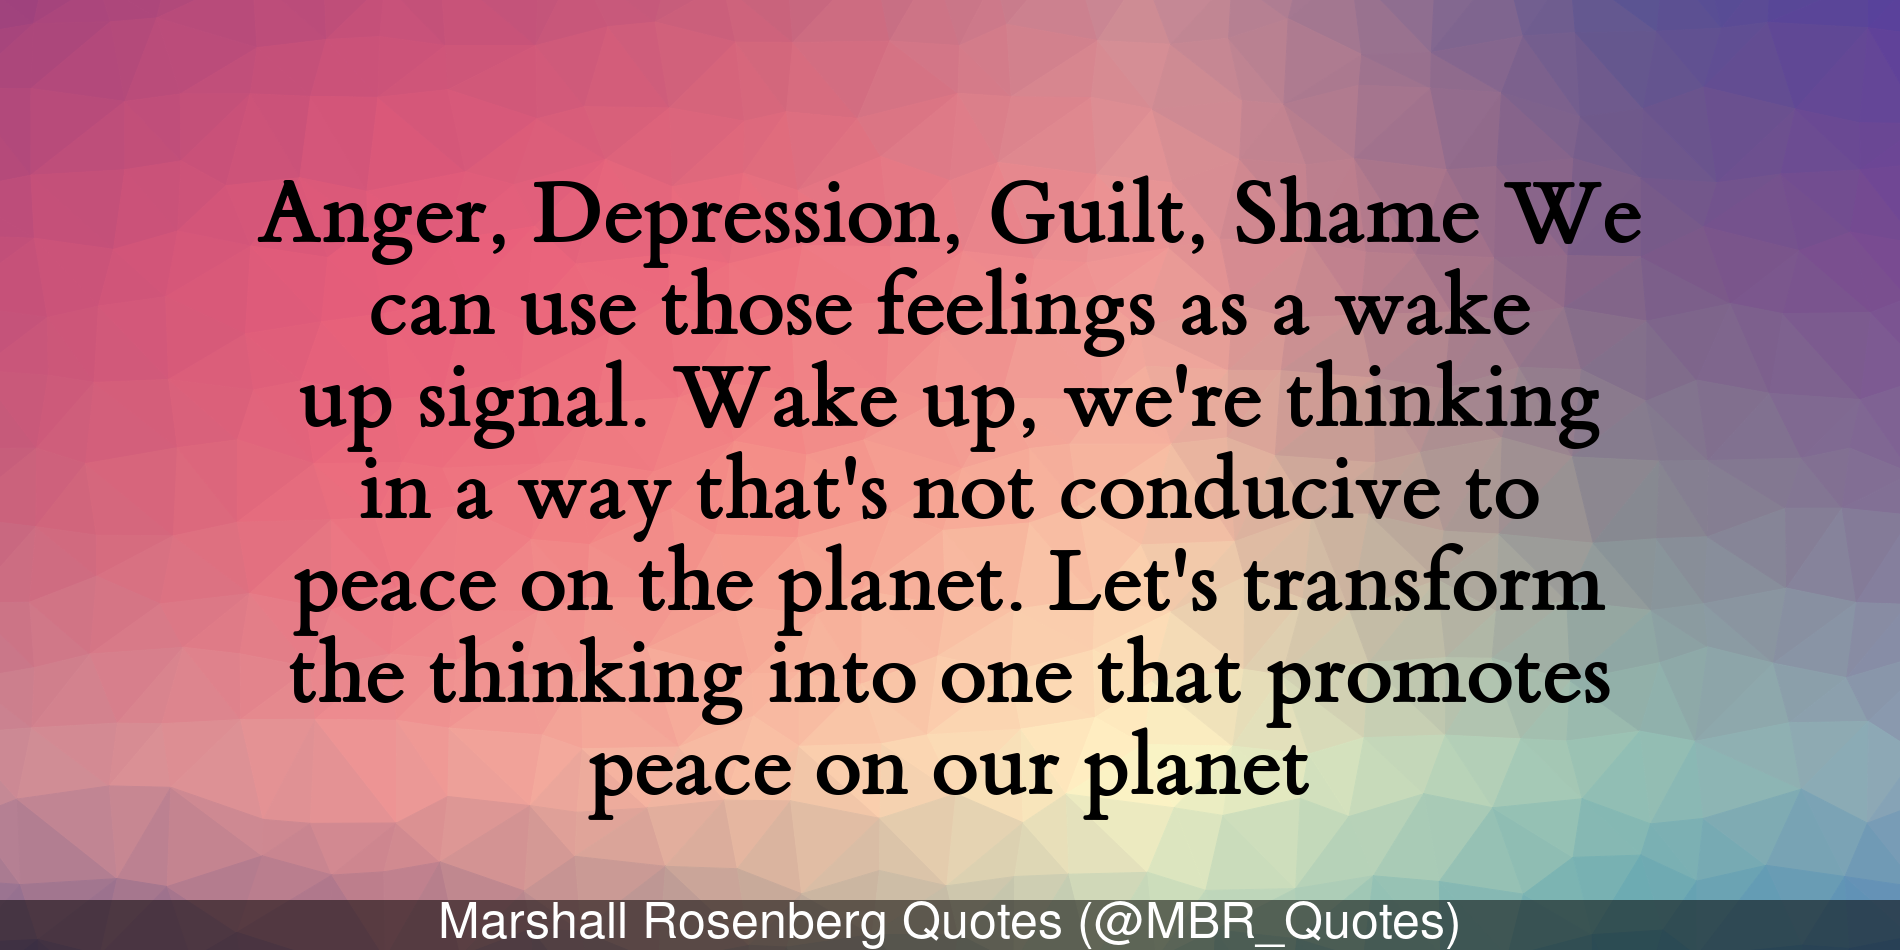 Anger, Depression, Guilt, Shame We
can use those feelings as a wake
up signal. Wake up, we're thinking
in a way that's not conducive to
peace on the planet. Let's transform
the thinking into one that promotes
peace on our planet
Marshall Rosenberg Quotes (@MBR_Quotes)